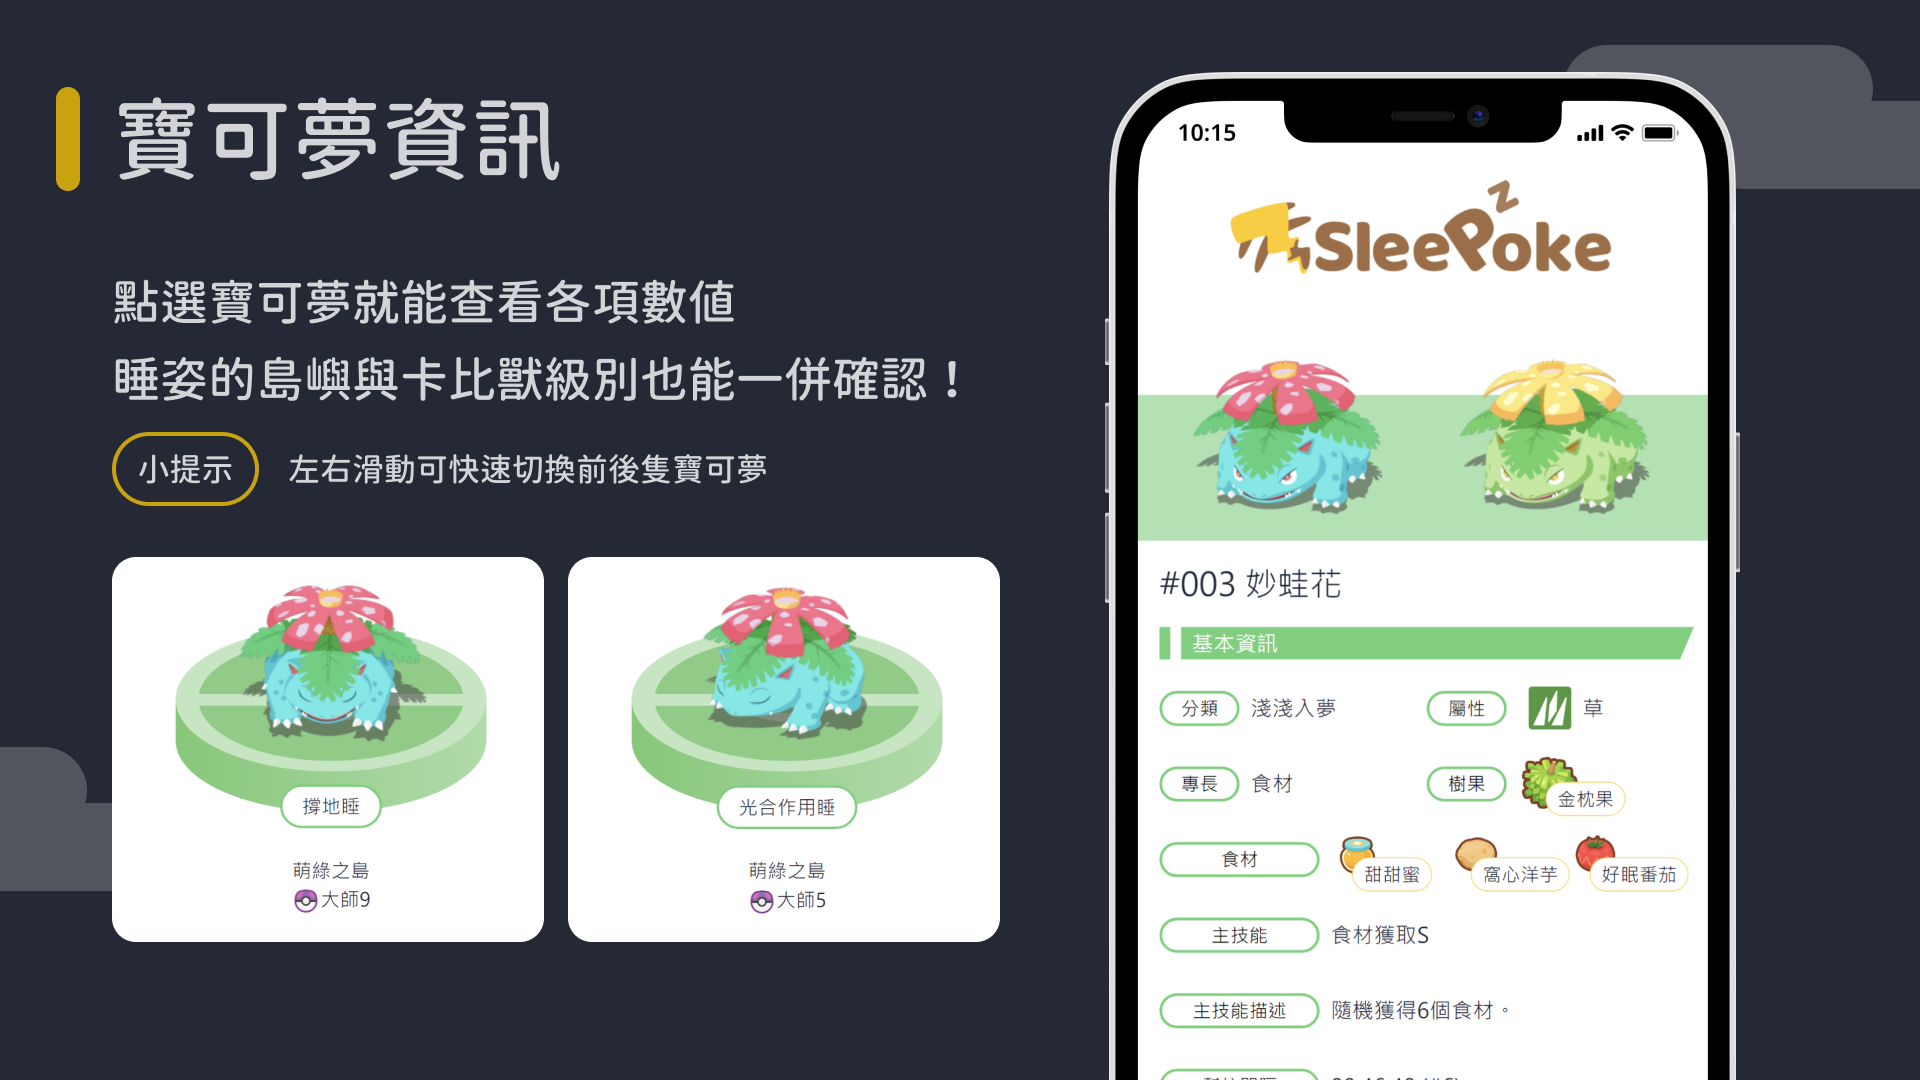 寶可夢資訊
點選寶可夢就能查看各項數值
睡姿的島嶼與卡比獸級別也能一併確認！
小提示 左右滑動可快速切換前後隻寶可夢
撐地睡
萌綠之島
大師9
光合作用睡
萌綠之島
大師5
10:15
SleePoke
z
#003 妙蛙花
基本資訊
分類 淺淺入夢 屬性 草
專長 食材 樹果 金枕果
食材 甜甜蜜 窩心洋芋 好眠番茄
主技能 食材獲取S
主技能描述 隨機獲得6個食材。